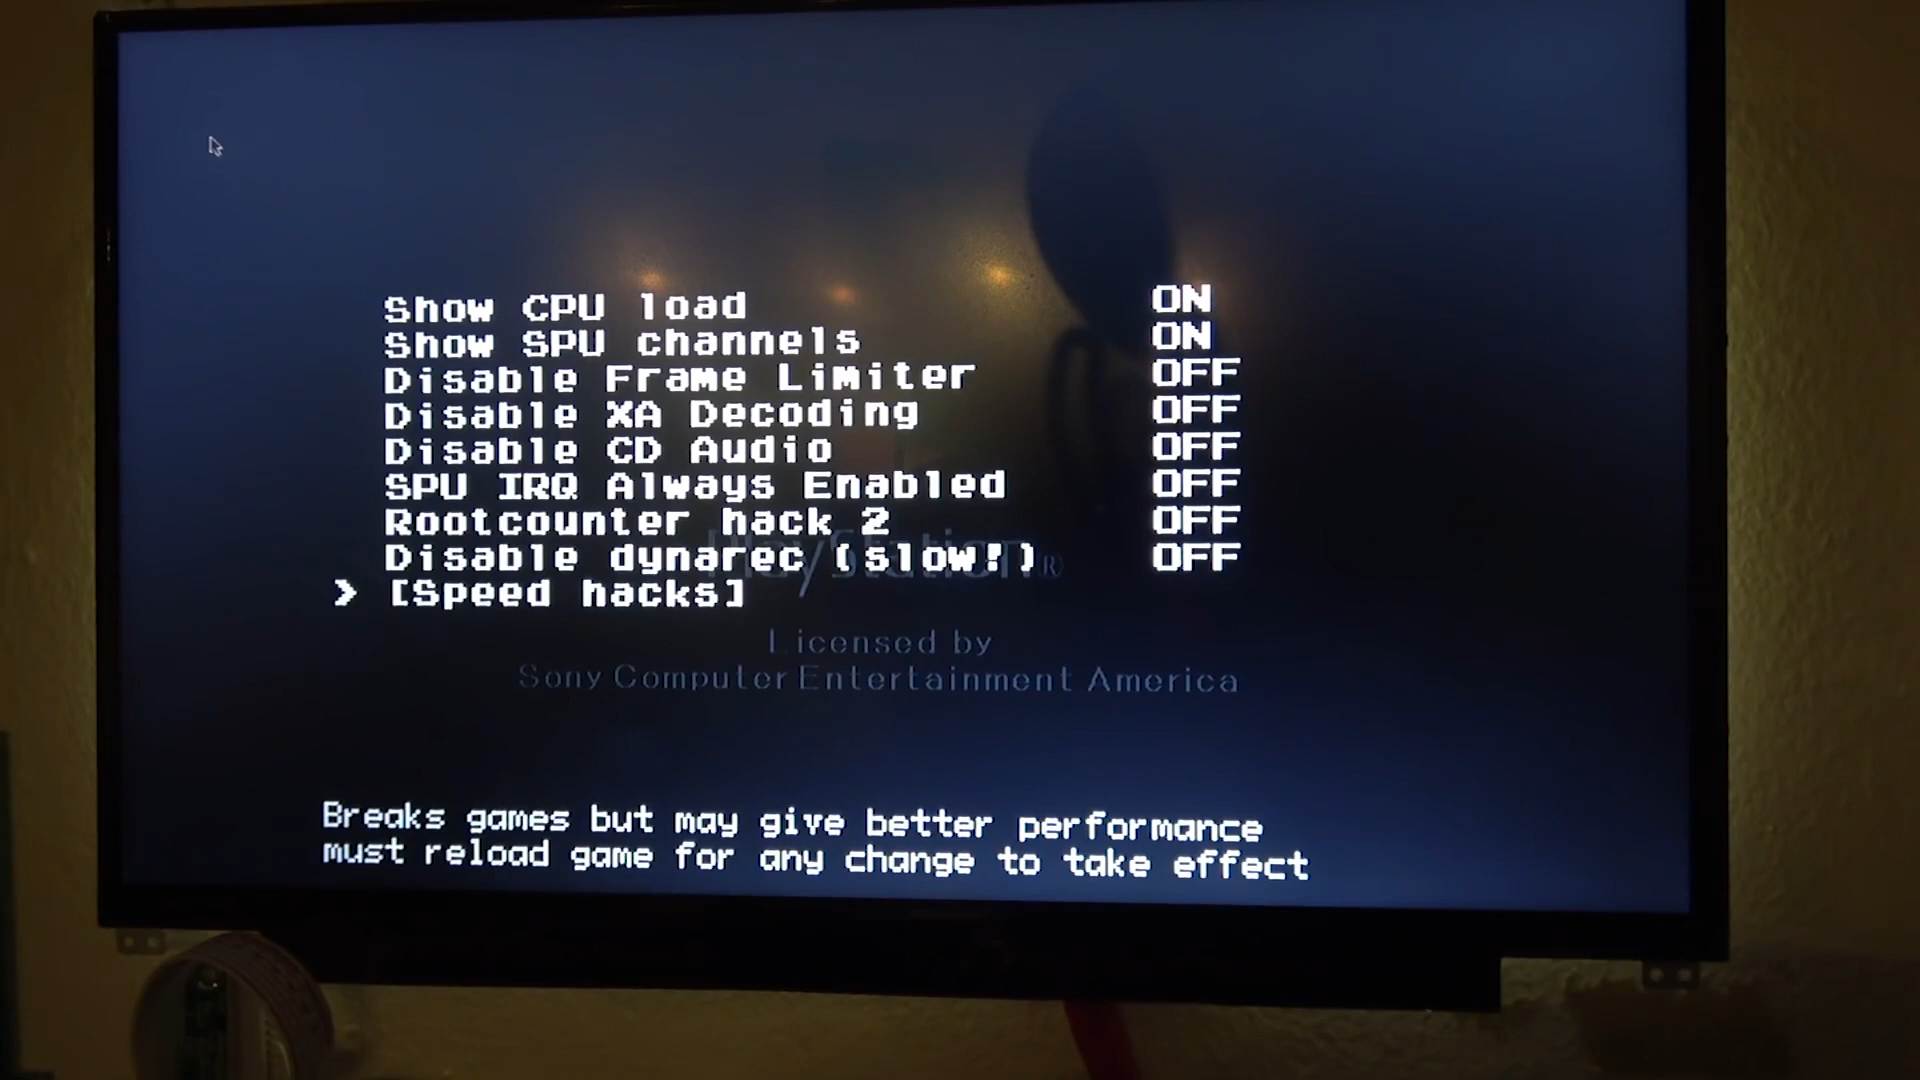 Show CPU load ON
Show SPU channels ON
Disable Frame Limiter OFF
Disable XA Decoding OFF
Disable CD Audio OFF
SPU IRQ Always Enabled OFF
Rootcounter hack 2 OFF
PlayStation®
Disable dynarec (slow!) OFF
> [Speed hacks]
Licensed by
Sony Computer Entertainment America
Breaks games but may give better performance
must reload game for any change to take effect